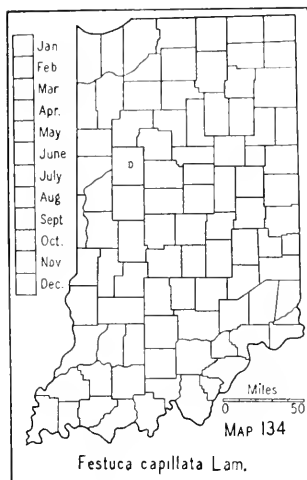 Jan
Feb
Mar
Apr.
May
June
July
Aug
Sept
Oct.
Nov
Dec.
D
Miles
0 50
MAP 134
Festuca capillata Lam.